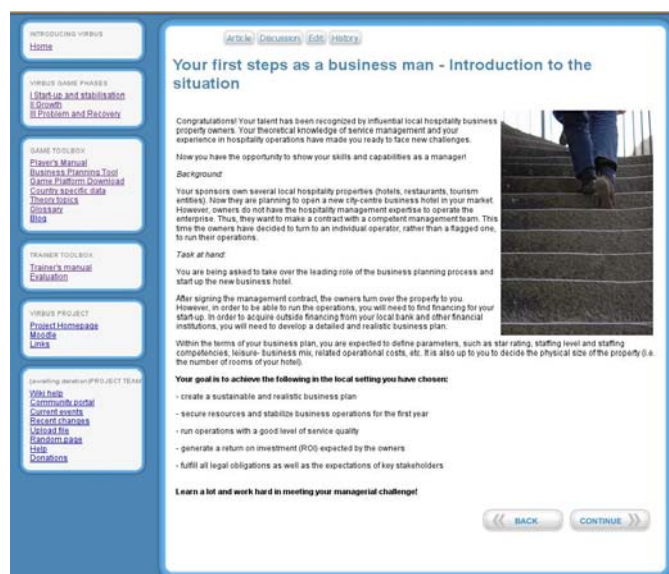 INTRODUCING VIRBUS
Home
VIRBUS GAME PHASES
I Start-up and stabilisation
II Growth
III Problem and Recovery
GAME TOOLBOX
Player's Manual
Business Planning Tool
Game Platform Download
Country specific data
Theory topics
Glossary
Blog
TRAINER TOOLBOX
Trainer's manual
Evaluation
VIRBUS PROJECT
Project Homepage
Moodle
Links
(awaiting deletion)PROJECT TEAM
Wiki help
Community portal
Current events
Recent changes
Upload file
Random page
Help
Donations
Article Discussion Edit History
Your first steps as a business man - Introduction to the
situation
Congratulations! Your talent has been recognized by influential local hospitality business
property owners. Your theoretical knowledge of service management and your
experience in hospitality operations have made you ready to face new challenges.
Now you have the opportunity to show your skills and capabilities as a manager!
Background:
Your sponsors own several local hospitality properties (hotels, restaurants, tourism
entities). Now they are planning to open a new city-centre business hotel in your market.
However, owners do not have the hospitality management expertise to operate the
enterprise. Thus, they want to make a contract with a competent management team. This
time the owners have decided to turn to an individual operator, rather than a flagged one,
to run their operations.
Task at hand:
You are being asked to take over the leading role of the business planning process and
start up the new business hotel.
After signing the management contract, the owners turn over the property to you.
However, in order to be able to run the operations, you will need to find financing for your
start-up. In order to acquire outside financing from your local bank and other financial
institutions, you will need to develop a detailed and realistic business plan.
Within the terms of your business plan, you are expected to define parameters, such as star rating, staffing level and staffing
competencies, leisure- business mix, related operational costs, etc. It is also up to you to decide the physical size of the property (i.e.
the number of rooms of your hotel).
Your goal is to achieve the following in the local setting you have chosen:
- create a sustainable and realistic business plan
- secure resources and stabilize business operations for the first year
- run operations with a good level of service quality
- generate a return on investment (ROI) expected by the owners
- fulfill all legal obligations as well as the expectations of key stakeholders
Learn a lot and work hard in meeting your managerial challenge!
BACK CONTINUE